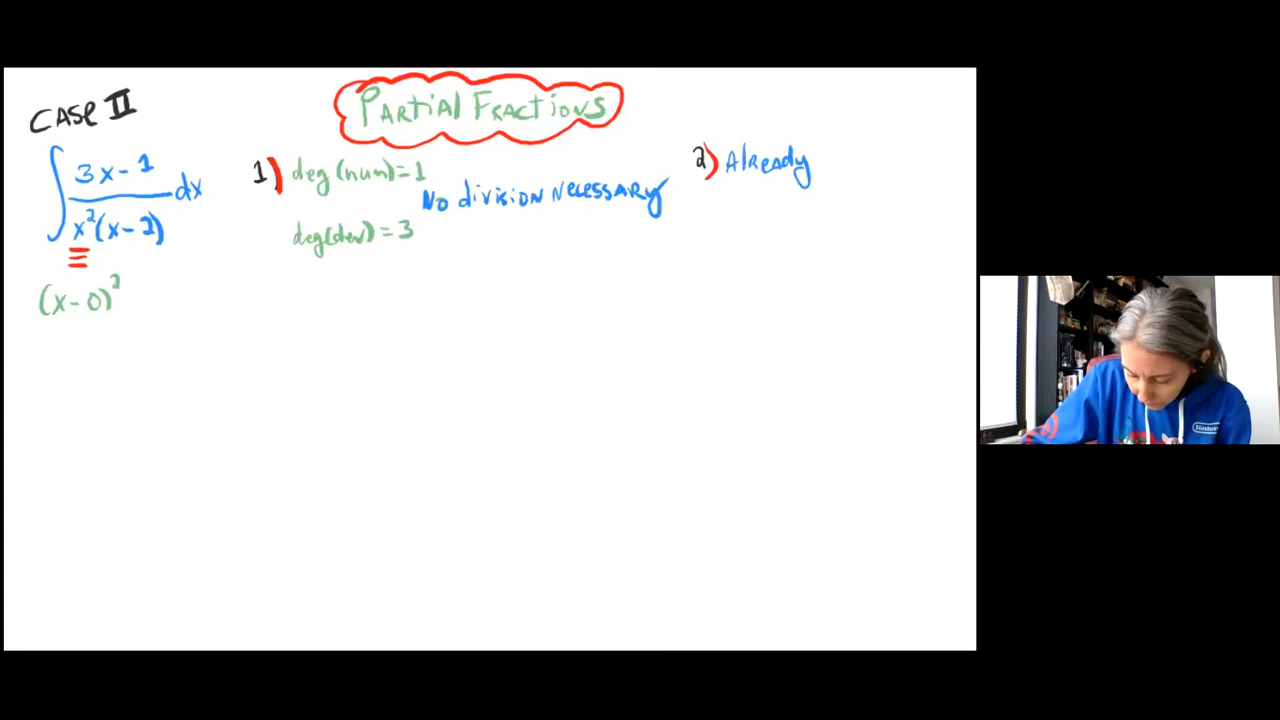 CASE II
Partial Fractions
∫ (3x - 1)/(x²(x - 2)) dx
1) deg(num) = 1
No division necessary
deg(den) = 3
2) Already
(x - 0)²